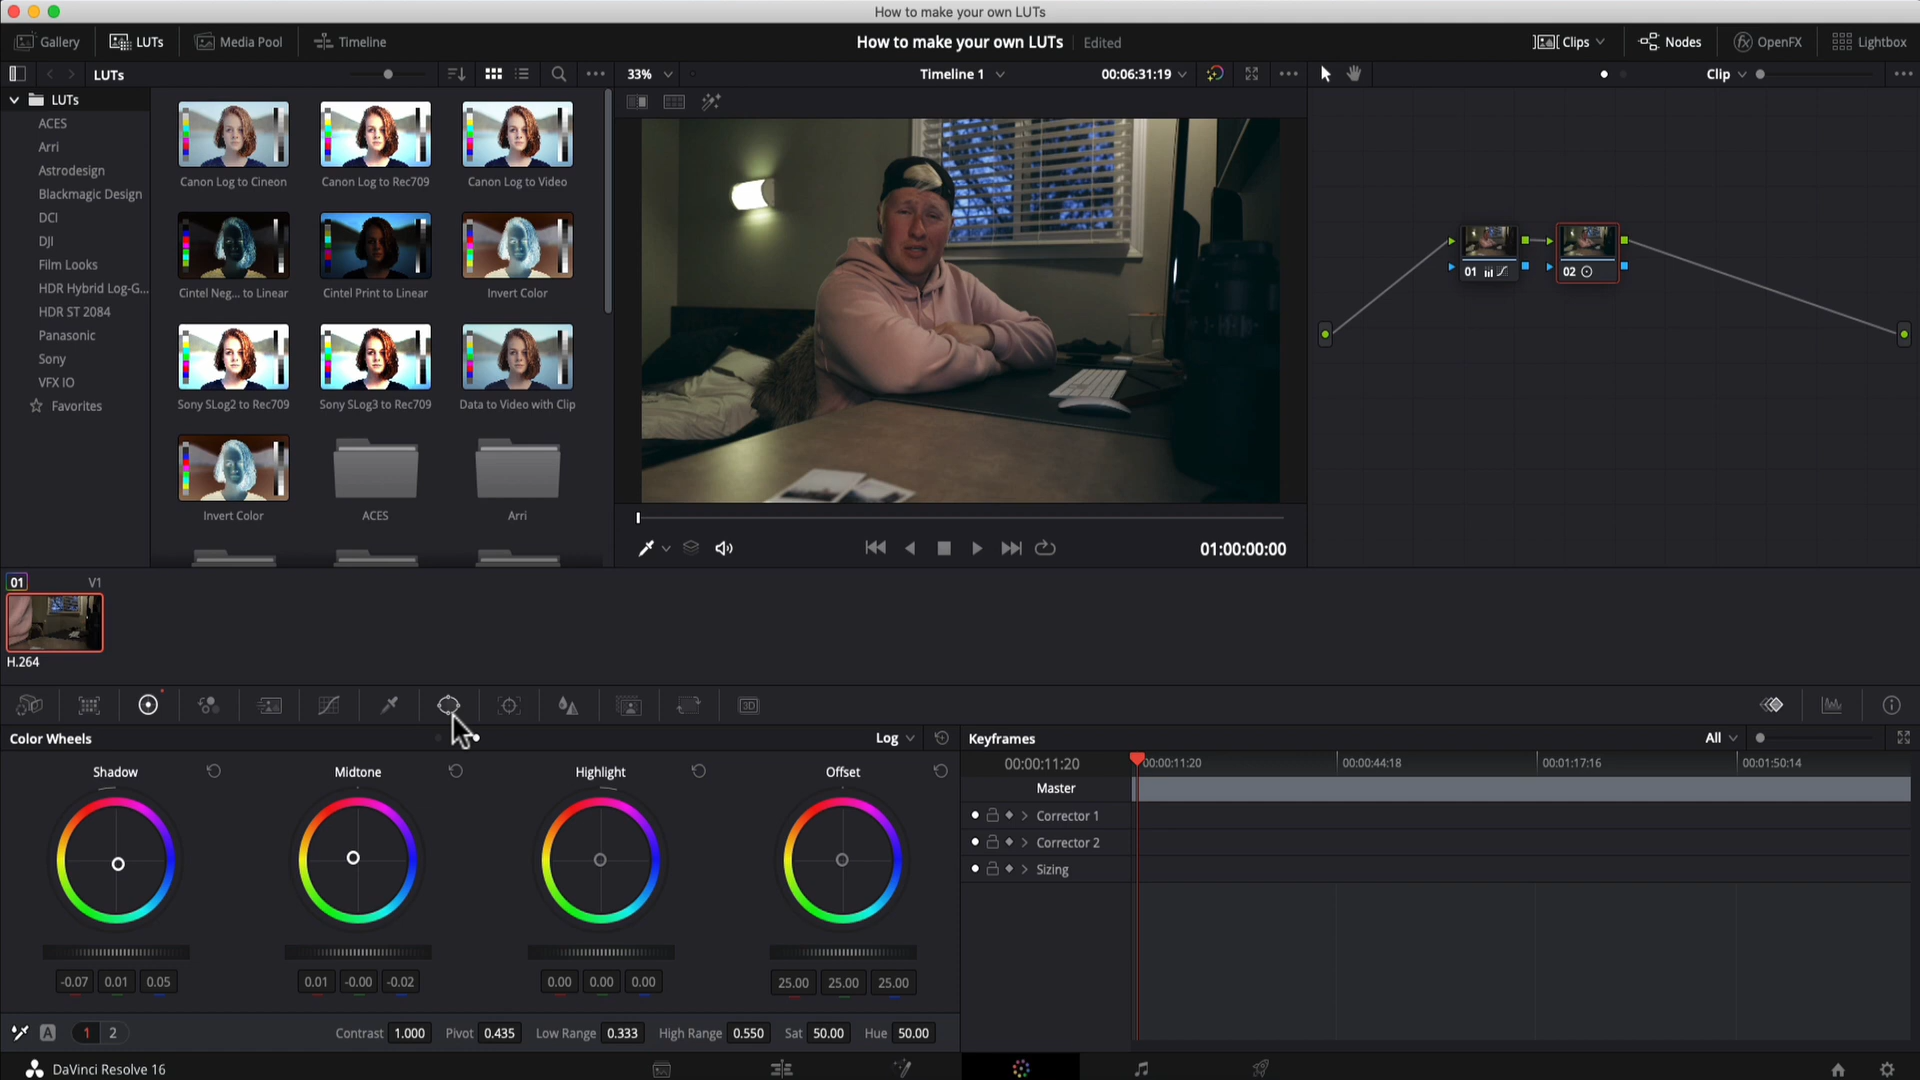 How to make your own LUTs
Gallery
LUTs
Media Pool
Timeline
How to make your own LUTs
Edited
Clips
Nodes
OpenFX
Lightbox
LUTs
33%
Timeline 1
00:06:31:19
Clip
LUTs
ACES
Arri
Astrodesign
Blackmagic Design
DCI
DJI
Film Looks
HDR Hybrid Log-G...
HDR ST 2084
Panasonic
Sony
VFX IO
Favorites
Canon Log to Cineon
Canon Log to Rec709
Canon Log to Video
Cintel Neg... to Linear
Cintel Print to Linear
Invert Color
Sony SLog2 to Rec709
Sony SLog3 to Rec709
Data to Video with Clip
Invert Color
ACES
Arri
01
02
01:00:00:00
01
V1
H.264
3D
Color Wheels
Log
Shadow
Midtone
Highlight
Offset
-0.07
0.01
0.05
0.01
-0.00
-0.02
0.00
0.00
0.00
25.00
25.00
25.00
A
1
2
Contrast 1.000
Pivot 0.435
Low Range 0.333
High Range 0.550
Sat 50.00
Hue 50.00
Keyframes
All
00:00:11:20
00:00:11:20
00:00:44:18
00:01:17:16
00:01:50:14
Master
Corrector 1
Corrector 2
Sizing
DaVinci Resolve 16